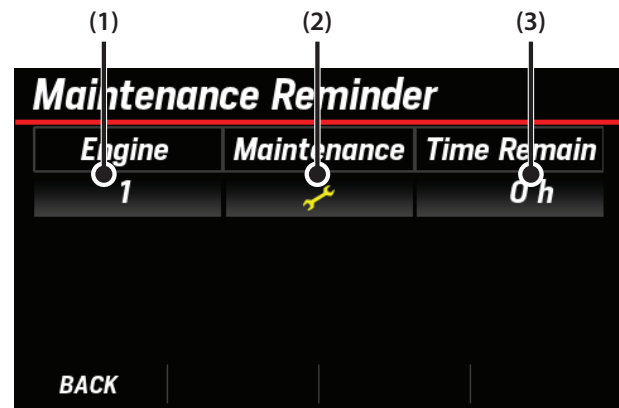 (1) (2) (3)
Maintenance Reminder
Engine Maintenance Time Remain
1 0 h
BACK